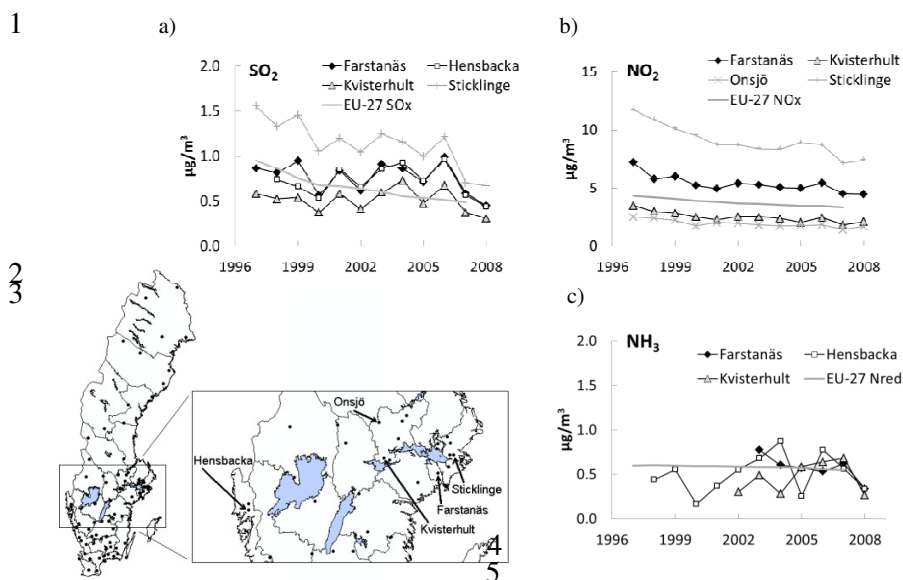 1
a)
b)
SO2
Farstanäs
Hensbacka
Kvisterhult
Sticklinge
EU-27 SOx
µg/m³
2.0
1.5
1.0
0.5
0.0
1996 1999 2002 2005 2008
NO2
Farstanäs
Kvisterhult
Onsjö
Sticklinge
EU-27 NOx
µg/m³
15
10
5
0
1996 1999 2002 2005 2008
2
3
Onsjö
Hensbacka
Sticklinge
Farstanäs
Kvisterhult
4
5
c)
NH3
Farstanäs
Hensbacka
Kvisterhult
EU-27 Nred
µg/m³
2.0
1.5
1.0
0.5
0.0
1996 1999 2002 2005 2008